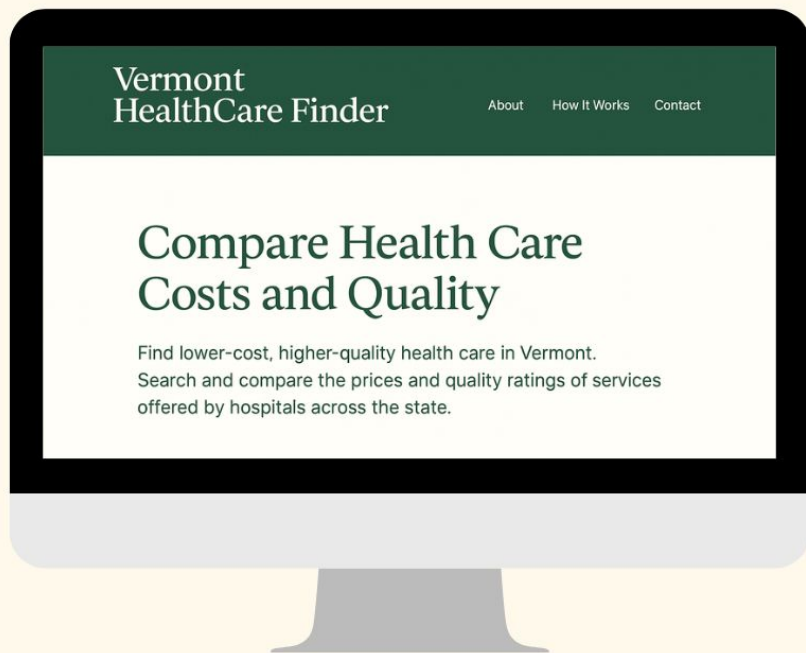 Vermont
HealthCare Finder
About How It Works Contact
Compare Health Care
Costs and Quality
Find lower-cost, higher-quality health care in Vermont.
Search and compare the prices and quality ratings of services
offered by hospitals across the state.